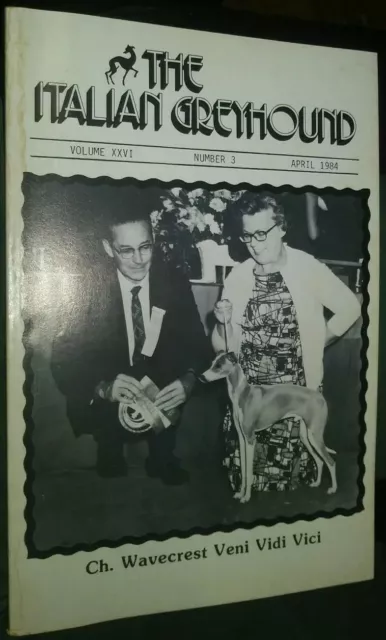 THE
ITALIAN GREYHOUND
VOLUME XXVI NUMBER 3 APRIL 1984
Ch. Wavecrest Veni Vidi Vici